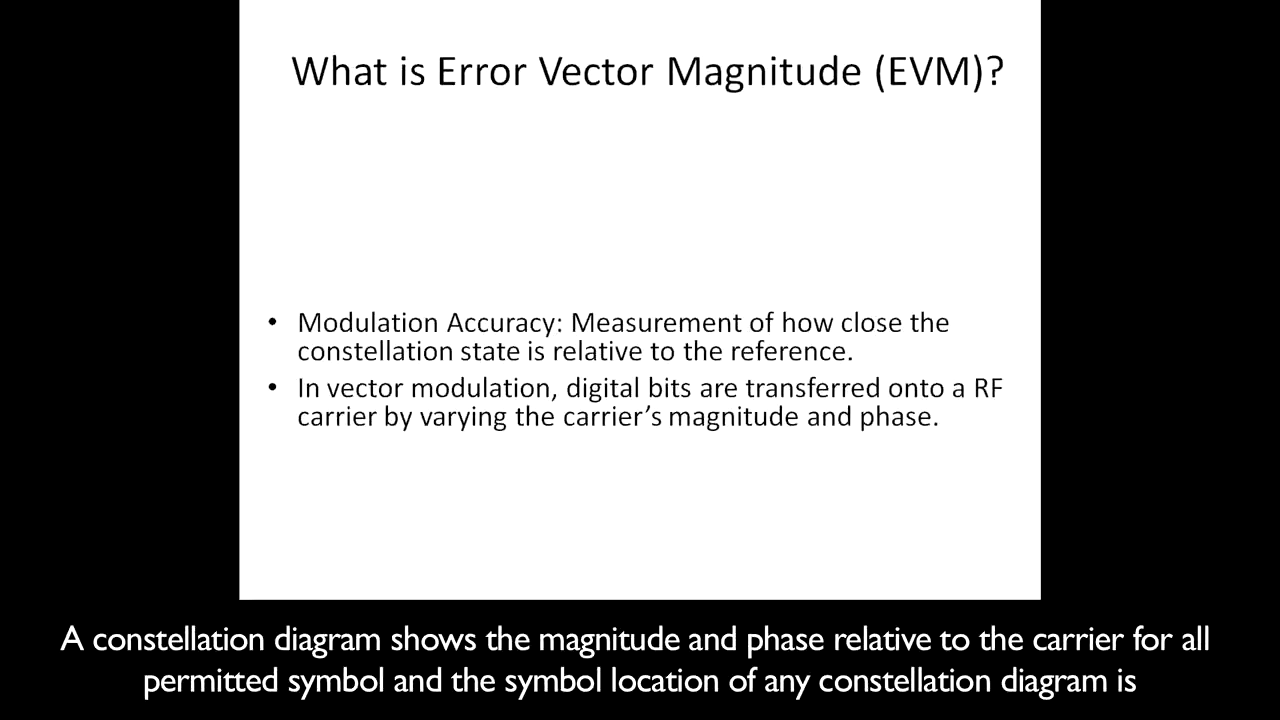 What is Error Vector Magnitude (EVM)?
• Modulation Accuracy: Measurement of how close the
constellation state is relative to the reference.
• In vector modulation, digital bits are transferred onto a RF
carrier by varying the carrier’s magnitude and phase.
A constellation diagram shows the magnitude and phase relative to the carrier for all
permitted symbol and the symbol location of any constellation diagram is